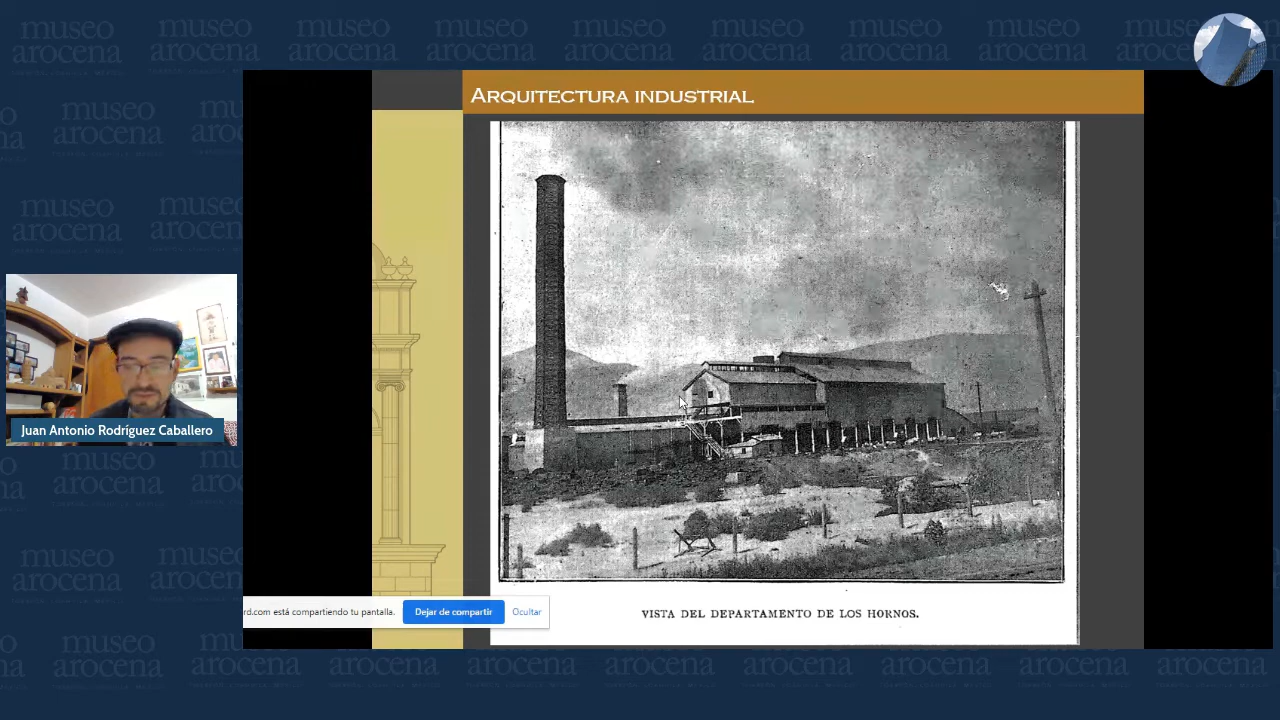 museo
arocena
ARQUITECTURA INDUSTRIAL
Juan Antonio Rodríguez Caballero
rd.com está compartiendo tu pantalla.
Dejar de compartir
Ocultar
VISTA DEL DEPARTAMENTO DE LOS HORNOS.